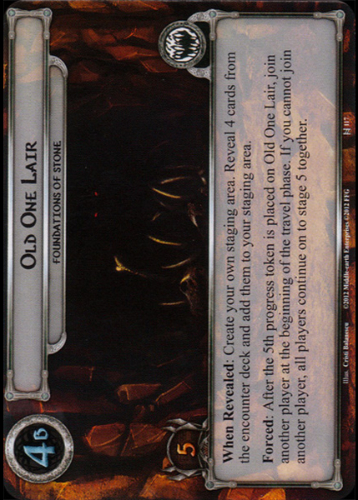 4B
OLD ONE LAIR
FOUNDATIONS OF STONE
5
When Revealed: Create your own staging area. Reveal 4 cards
from the encounter deck and add them to your staging area.
Forced: After the 5th progress token is placed on Old One Lair, join
another player at the beginning of the travel phase. If you cannot join
another player, all players continue on to stage 5 together.
Illus. Cristi Balanescu
©2012 Middle-earth Enterprises ©2012 FFG
117